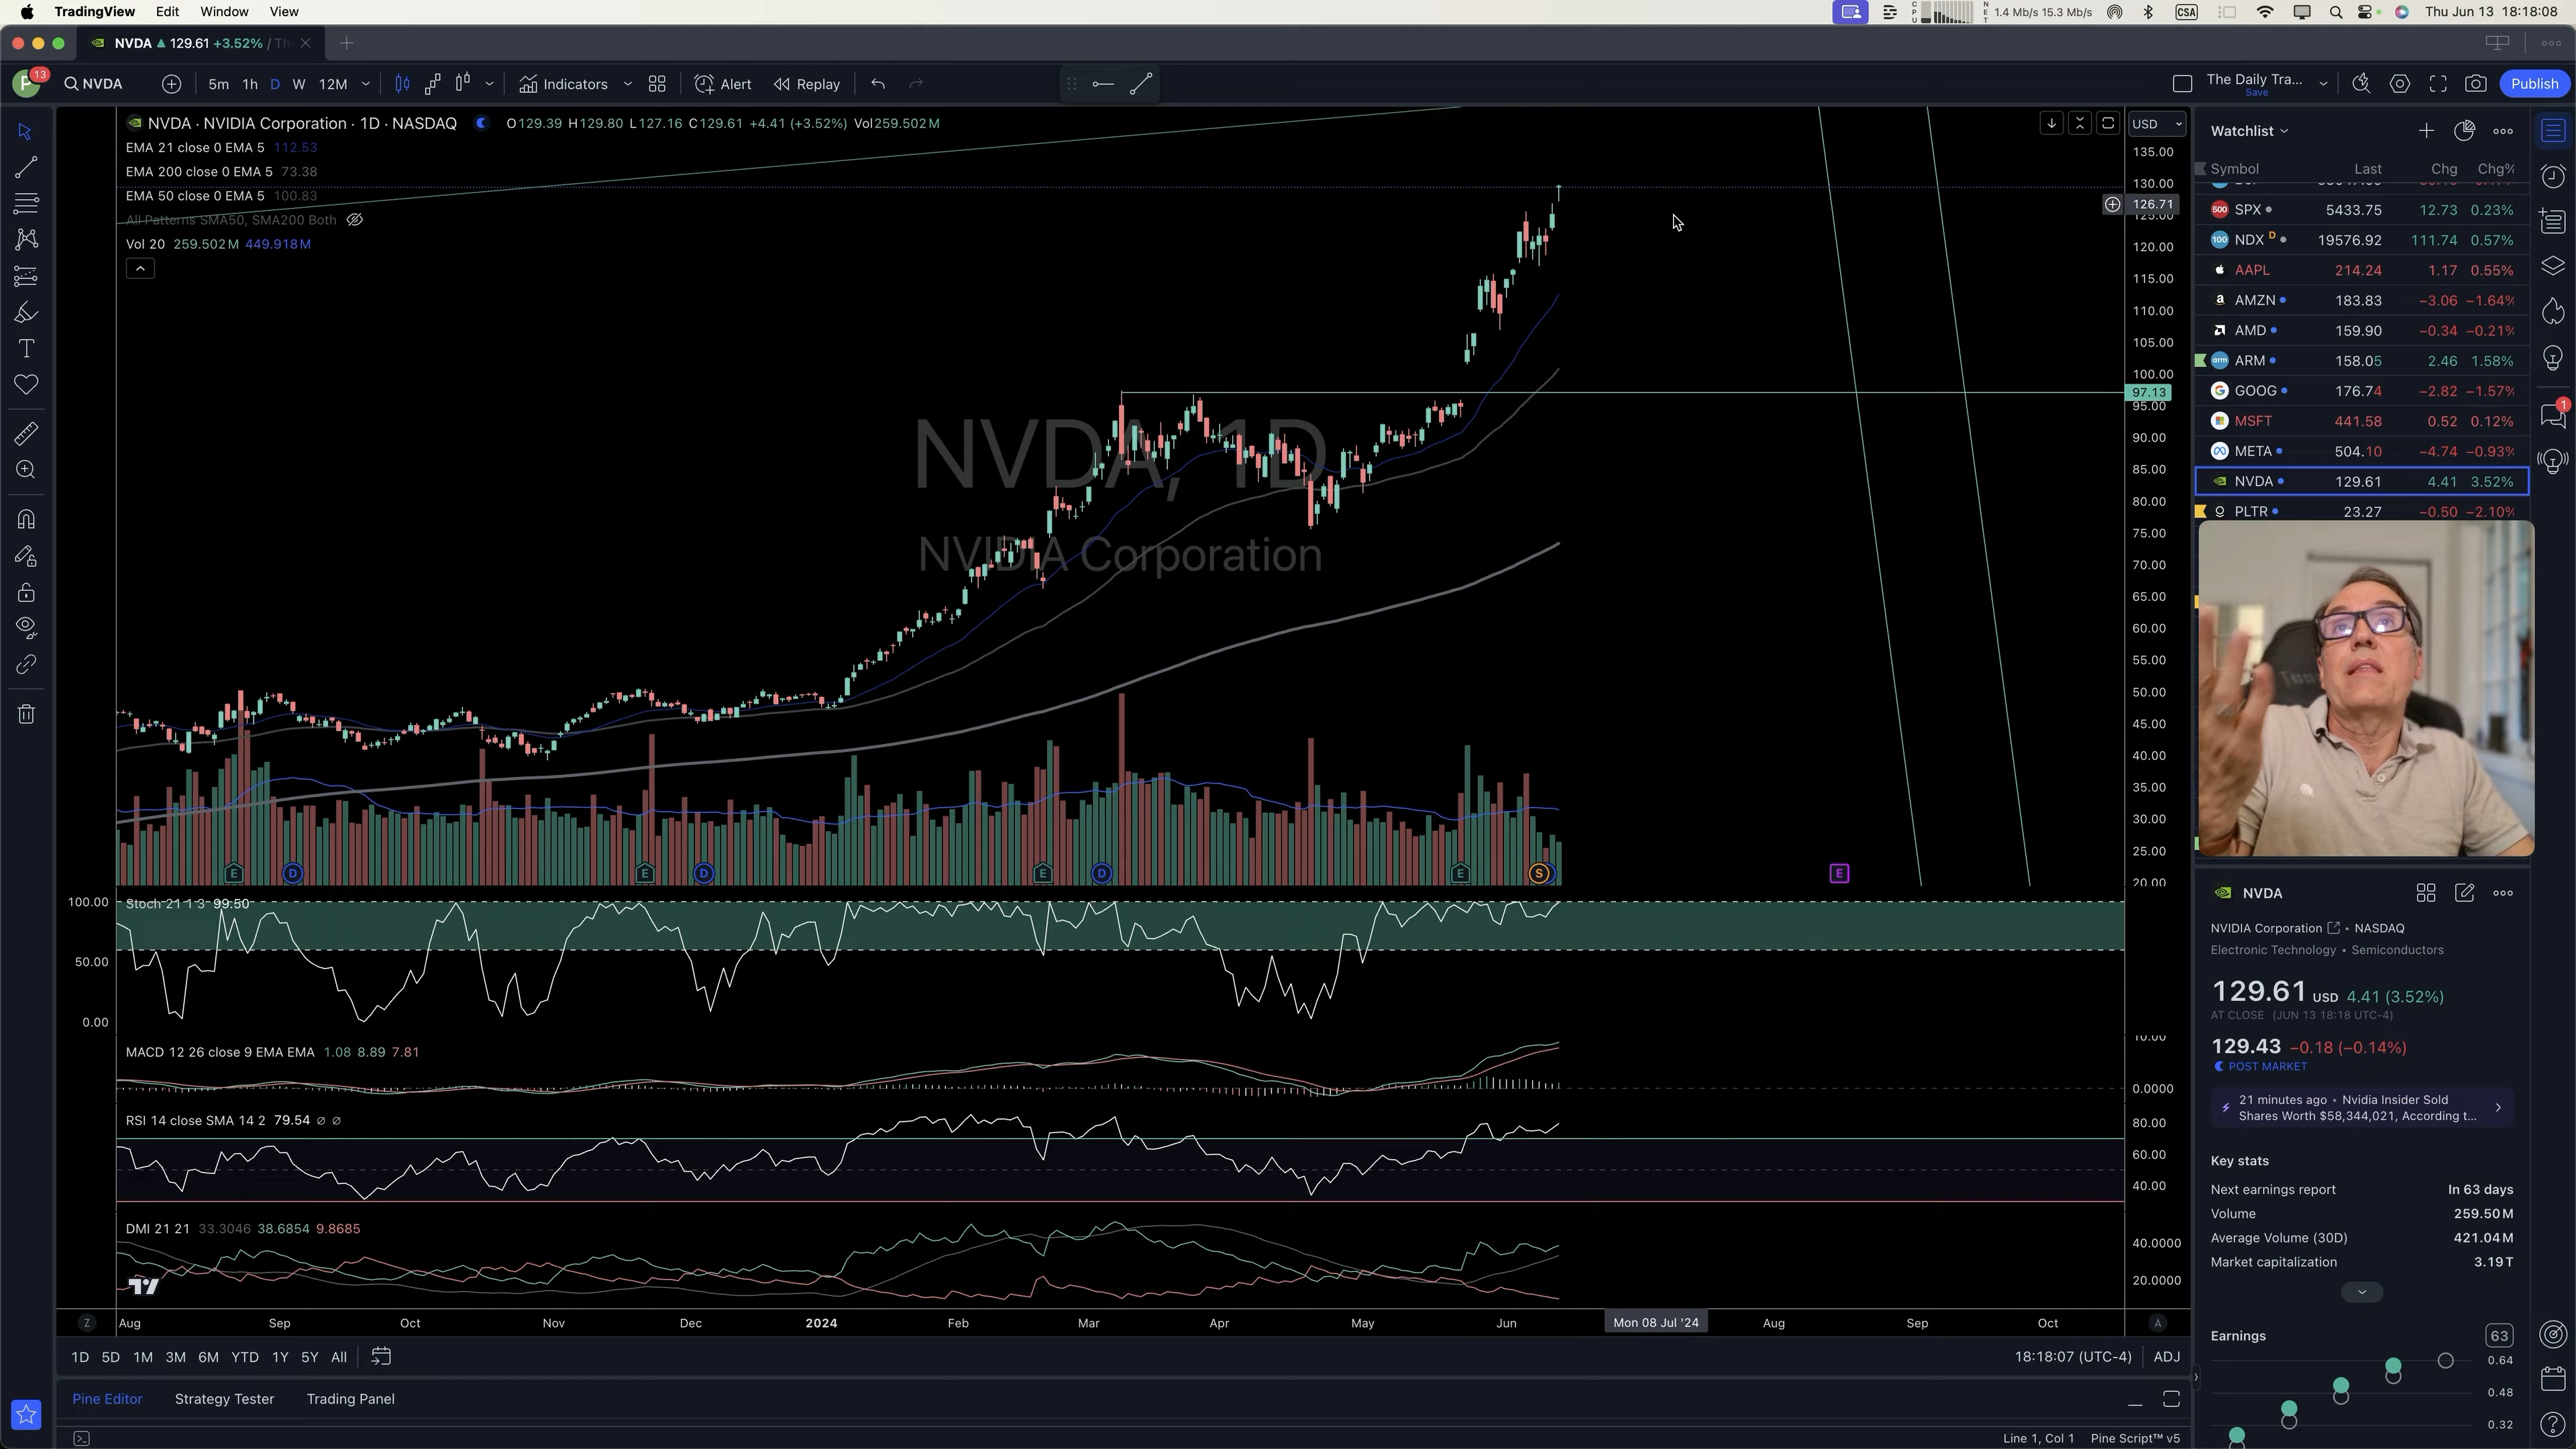 TradingView Edit Window View
CPU
NET 1.4 Mb/s 15.3 Mb/s
CSA
Thu Jun 13 18:18:08
NVDA ▲ 129.61 +3.52% / Th
P 13
NVDA
5m 1h D W 12M
Indicators
Alert
Replay
The Daily Tra...
Save
Publish
NVDA · NVIDIA Corporation · 1D · NASDAQ O129.39 H129.80 L127.16 C129.61 +4.41 (+3.52%) Vol259.502M
EMA 21 close 0 EMA 5 112.53
EMA 200 close 0 EMA 5 73.38
EMA 50 close 0 EMA 5 100.83
All Patterns SMA50, SMA200 Both
Vol 20 259.502M 449.918M
NVDA, 1D
NVIDIA Corporation
USD
135.00
130.00
126.71
125.00
120.00
115.00
110.00
105.00
100.00
97.13
95.00
90.00
85.00
80.00
75.00
70.00
65.00
60.00
55.00
50.00
45.00
40.00
35.00
30.00
25.00
20.00
E D E D E D E S E
Stoch 21 1 3 99.50
100.00
50.00
0.00
MACD 12 26 close 9 EMA EMA 1.08 8.89 7.81
10.00
0.0000
RSI 14 close SMA 14 2 79.54 ∅ ∅
80.00
60.00
40.00
DMI 21 21 33.3046 38.6854 9.8685
40.0000
20.0000
Z Aug Sep Oct Nov Dec 2024 Feb Mar Apr May Jun Mon 08 Jul '24 Aug Sep Oct A
1D 5D 1M 3M 6M YTD 1Y 5Y All
18:18:07 (UTC-4) ADJ
Pine Editor Strategy Tester Trading Panel
Line 1, Col 1 Pine Script™ v5
Watchlist
Symbol Last Chg Chg%
500 SPX 5433.75 12.73 0.23%
100 NDX D 19576.92 111.74 0.57%
AAPL 214.24 1.17 0.55%
AMZN 183.83 −3.06 −1.64%
AMD 159.90 −0.34 −0.21%
arm ARM 158.05 2.46 1.58%
GOOG 176.74 −2.82 −1.57%
MSFT 441.58 0.52 0.12%
META 504.10 −4.74 −0.93%
NVDA 129.61 4.41 3.52%
PLTR 23.27 −0.50 −2.10%
1
NVDA
NVIDIA Corporation • NASDAQ
Electronic Technology • Semiconductors
129.61 USD 4.41 (3.52%)
AT CLOSE (JUN 13 18:18 UTC-4)
129.43 −0.18 (−0.14%)
POST MARKET
21 minutes ago • Nvidia Insider Sold
Shares Worth $58,344,021, According t...
Key stats
Next earnings report In 63 days
Volume 259.50M
Average Volume (30D) 421.04M
Market capitalization 3.19T
Earnings 63
0.64
0.48
0.32